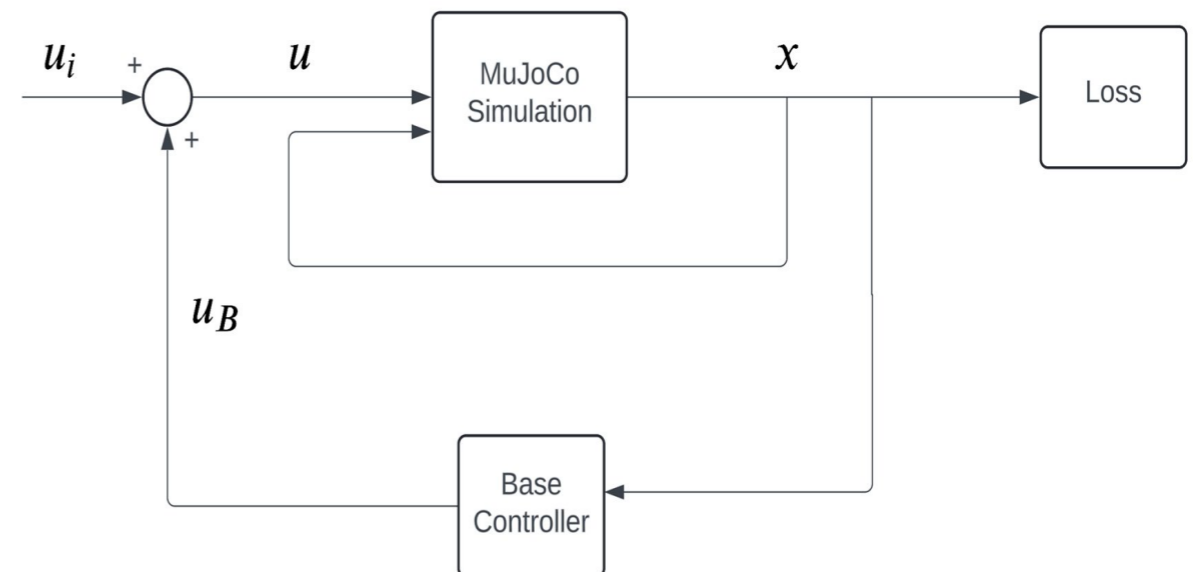 u_i + u MuJoCo Simulation x Loss
+
u_B
Base
Controller